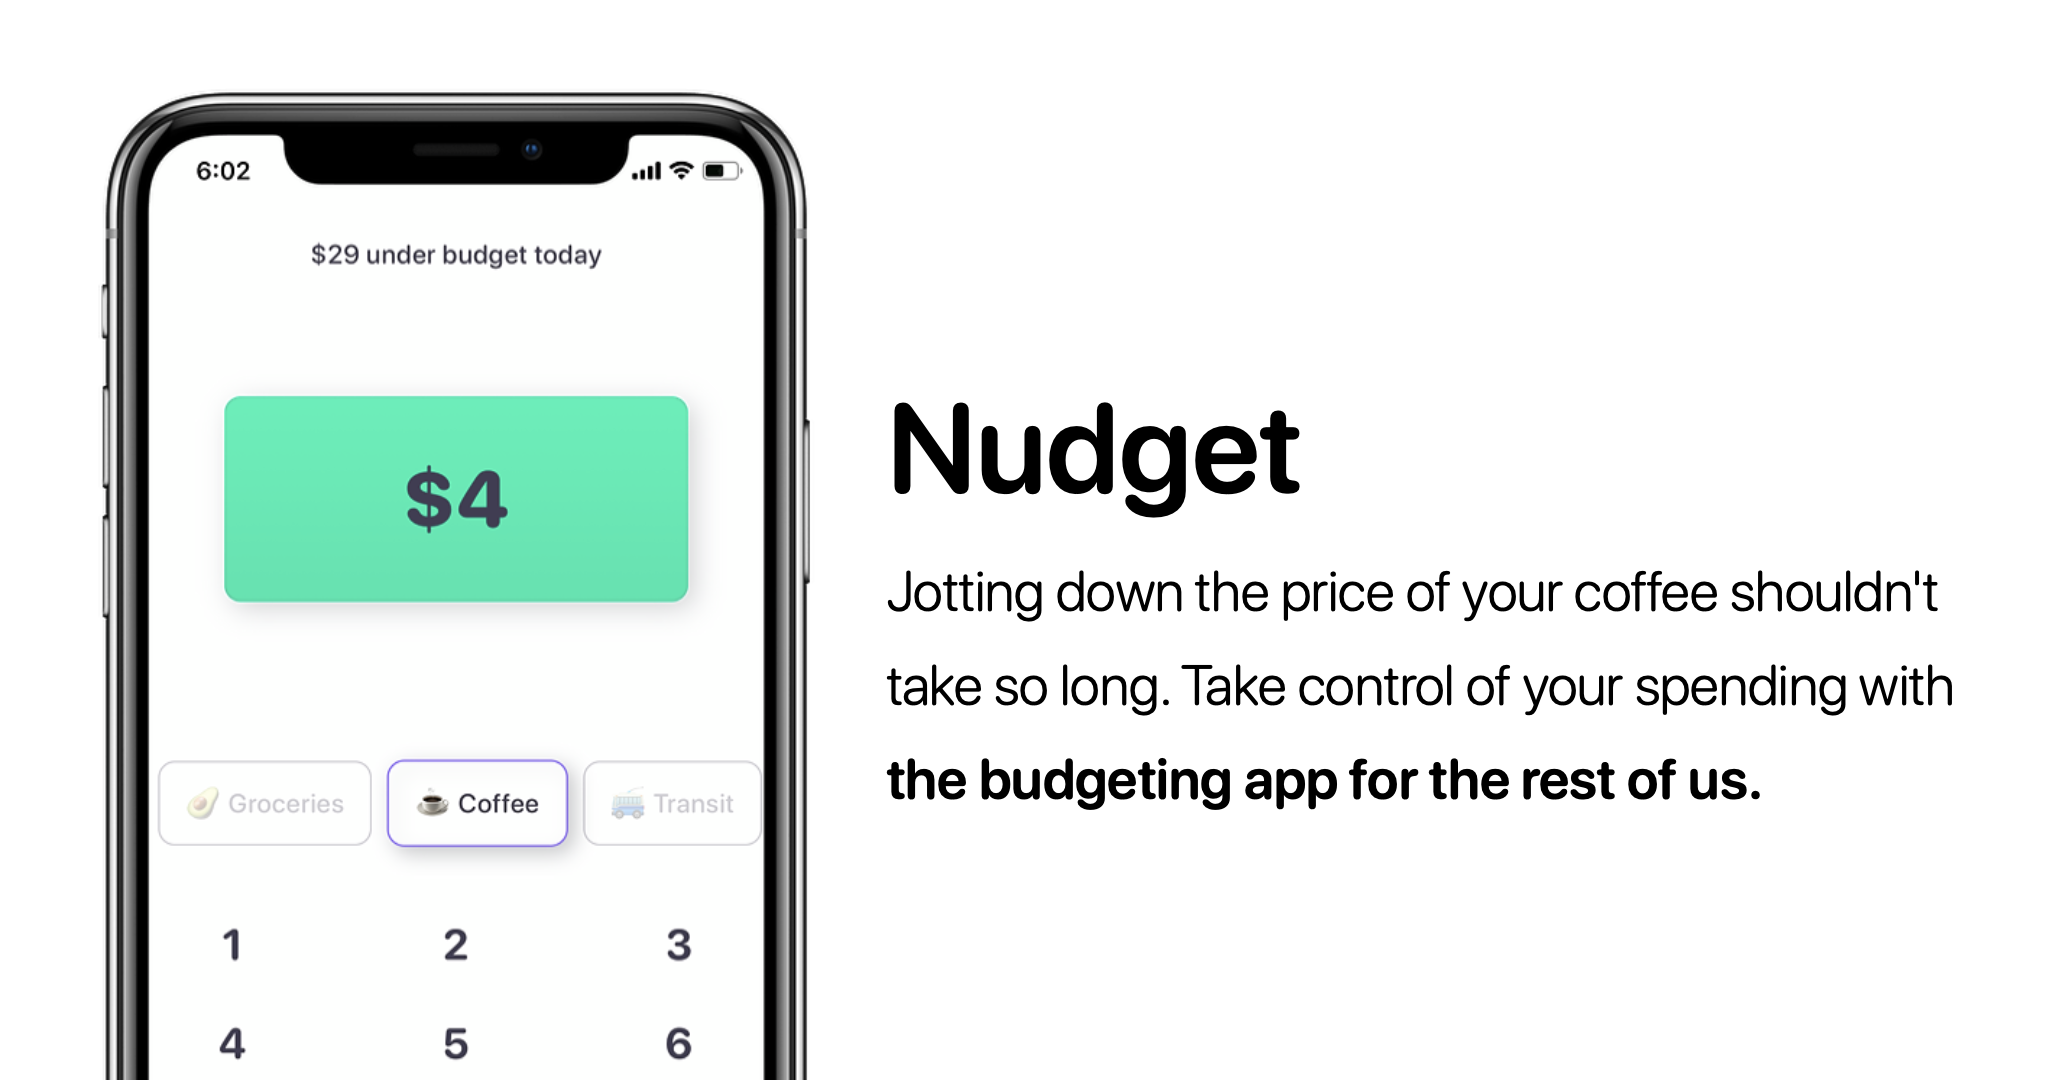 6:02
$29 under budget today
$4
Groceries
Coffee
Transit
1 2 3
4 5 6
Nudget
Jotting down the price of your coffee shouldn't
take so long. Take control of your spending with
the budgeting app for the rest of us.